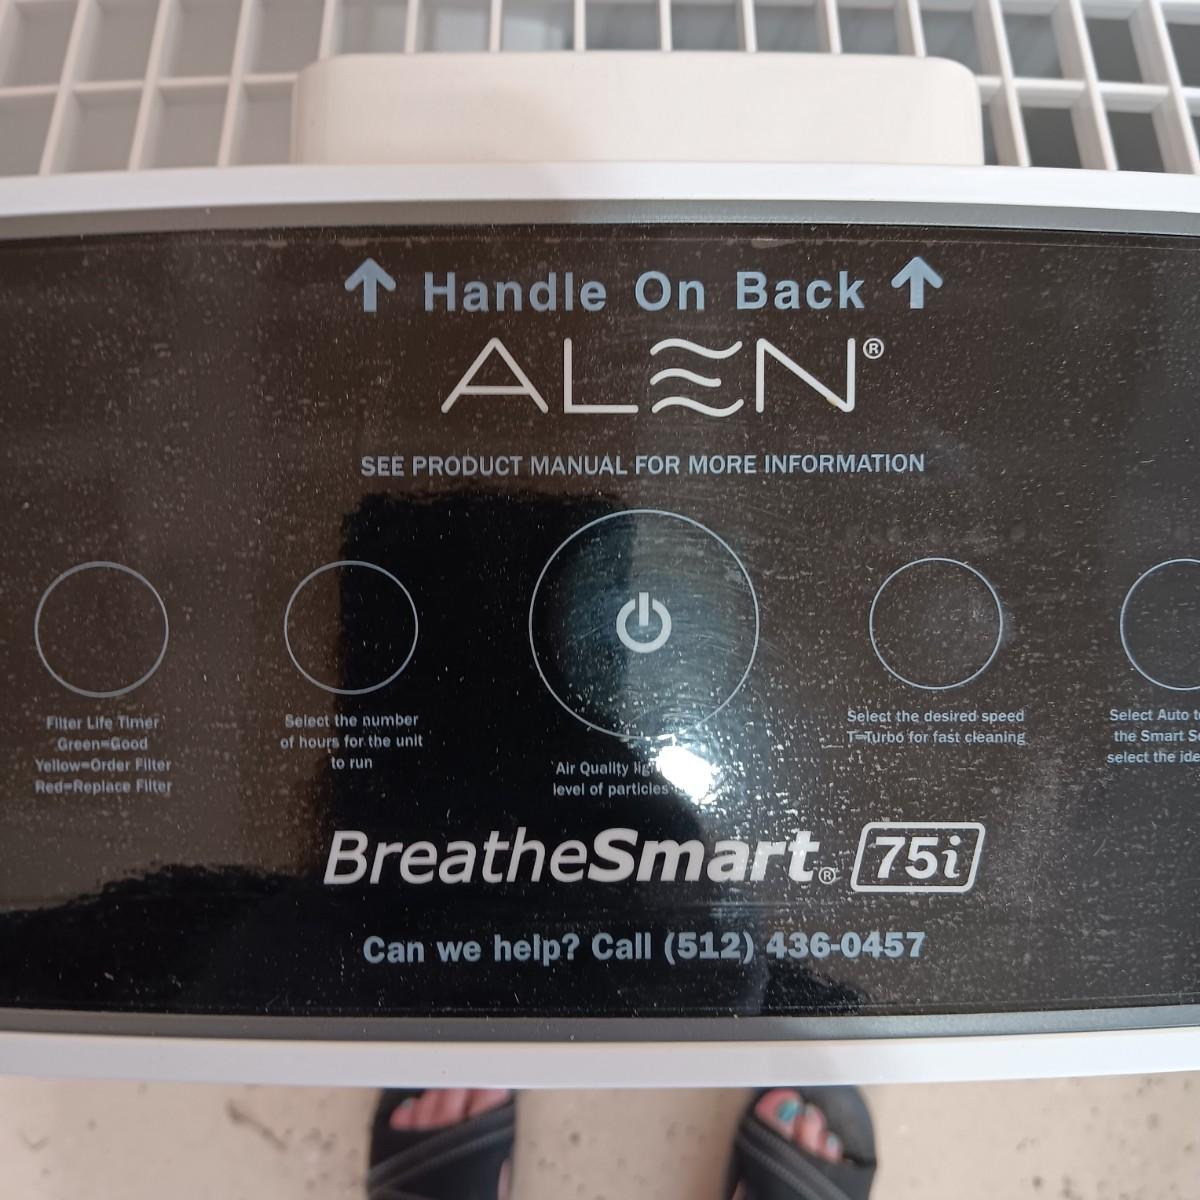 ↑ Handle On Back ↑
ALEN®
SEE PRODUCT MANUAL FOR MORE INFORMATION
Filter Life Timer
Green=Good
Yellow=Order Filter
Red=Replace Filter
Select the number
of hours for the unit
to run
Air Quality
level of particles
Select the desired speed
T=Turbo for fast cleaning
Select Auto
the Smart
select the
BreatheSmart® 75i
Can we help? Call (512) 436-0457